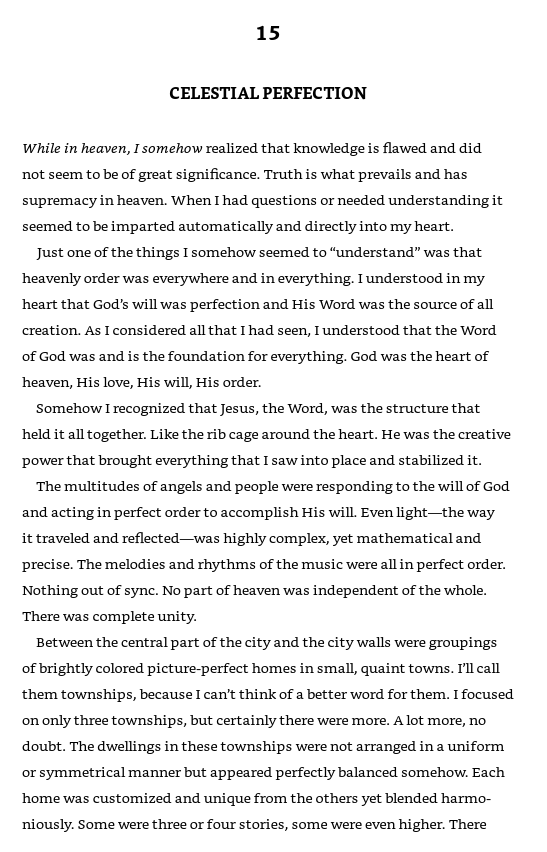 15
CELESTIAL PERFECTION
While in heaven, I somehow realized that knowledge is flawed and did
not seem to be of great significance. Truth is what prevails and has
supremacy in heaven. When I had questions or needed understanding it
seemed to be imparted automatically and directly into my heart.
Just one of the things I somehow seemed to “understand” was that
heavenly order was everywhere and in everything. I understood in my
heart that God’s will was perfection and His Word was the source of all
creation. As I considered all that I had seen, I understood that the Word
of God was and is the foundation for everything. God was the heart of
heaven, His love, His will, His order.
Somehow I recognized that Jesus, the Word, was the structure that
held it all together. Like the rib cage around the heart. He was the creative
power that brought everything that I saw into place and stabilized it.
The multitudes of angels and people were responding to the will of God
and acting in perfect order to accomplish His will. Even light—the way
it traveled and reflected—was highly complex, yet mathematical and
precise. The melodies and rhythms of the music were all in perfect order.
Nothing out of sync. No part of heaven was independent of the whole.
There was complete unity.
Between the central part of the city and the city walls were groupings
of brightly colored picture-perfect homes in small, quaint towns. I’ll call
them townships, because I can’t think of a better word for them. I focused
on only three townships, but certainly there were more. A lot more, no
doubt. The dwellings in these townships were not arranged in a uniform
or symmetrical manner but appeared perfectly balanced somehow. Each
home was customized and unique from the others yet blended harmo-
niously. Some were three or four stories, some were even higher. There